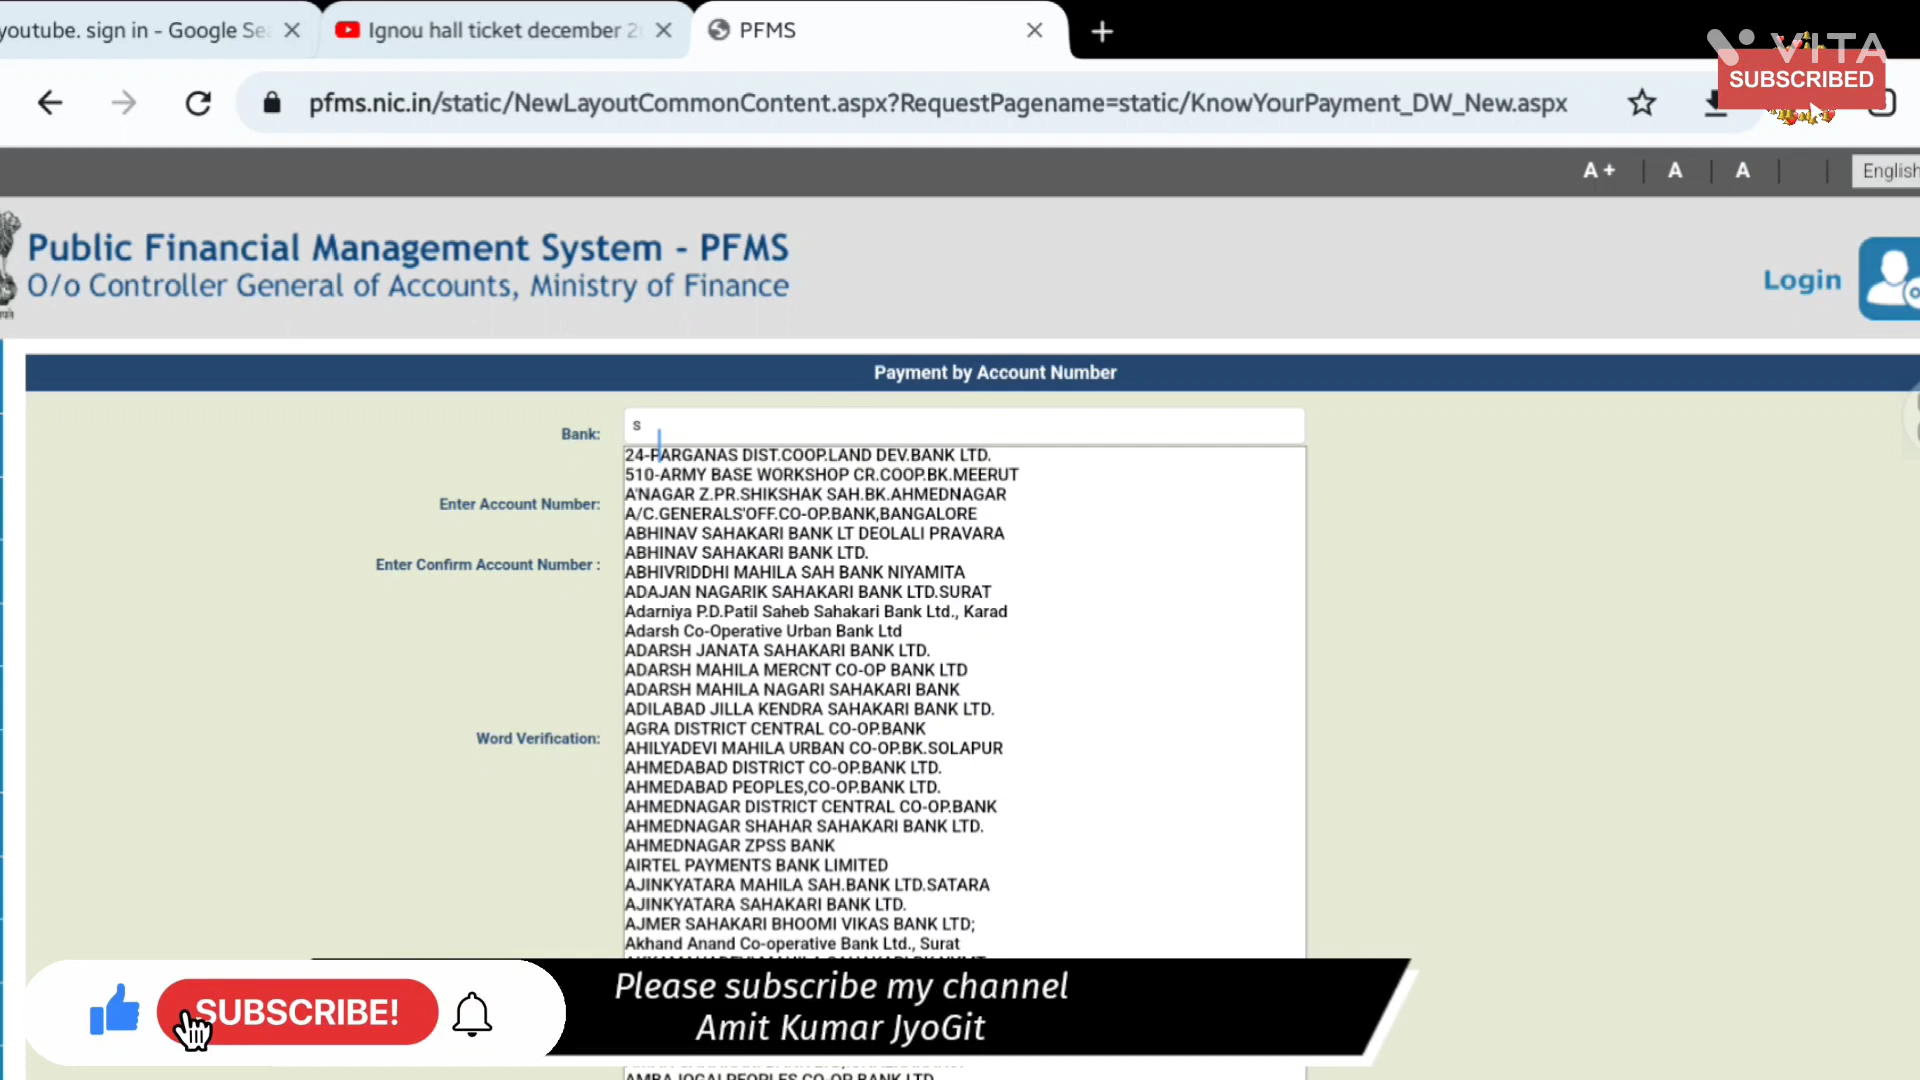 youtube. sign in - Google Se
Ignou hall ticket december 2
PFMS
VITA
SUBSCRIBED
pfms.nic.in/static/NewLayoutCommonContent.aspx?RequestPagename=static/KnowYourPayment_DW_New.aspx
A+ | A | A | |
English
Public Financial Management System - PFMS
O/o Controller General of Accounts, Ministry of Finance
Login
Payment by Account Number
Bank:
s
24-PARGANAS DIST.COOP.LAND DEV.BANK LTD.
510-ARMY BASE WORKSHOP CR.COOP.BK.MEERUT
A'NAGAR Z.PR.SHIKSHAK SAH.BK.AHMEDNAGAR
Enter Account Number:
A/C.GENERALS'OFF.CO-OP.BANK,BANGALORE
ABHINAV SAHAKARI BANK LT DEOLALI PRAVARA
ABHINAV SAHAKARI BANK LTD.
Enter Confirm Account Number :
ABHIVRIDDHI MAHILA SAH BANK NIYAMITA
ADAJAN NAGARIK SAHAKARI BANK LTD.SURAT
Adarniya P.D.Patil Saheb Sahakari Bank Ltd., Karad
Adarsh Co-Operative Urban Bank Ltd
ADARSH JANATA SAHAKARI BANK LTD.
ADARSH MAHILA MERCNT CO-OP BANK LTD
ADARSH MAHILA NAGARI SAHAKARI BANK
ADILABAD JILLA KENDRA SAHAKARI BANK LTD.
AGRA DISTRICT CENTRAL CO-OP.BANK
Word Verification:
AHILYADEVI MAHILA URBAN CO-OP.BK.SOLAPUR
AHMEDABAD DISTRICT CO-OP.BANK LTD.
AHMEDABAD PEOPLES,CO-OP.BANK LTD.
AHMEDNAGAR DISTRICT CENTRAL CO-OP.BANK
AHMEDNAGAR SHAHAR SAHAKARI BANK LTD.
AHMEDNAGAR ZPSS BANK
AIRTEL PAYMENTS BANK LIMITED
AJINKYATARA MAHILA SAH.BANK LTD.SATARA
AJINKYATARA SAHAKARI BANK LTD.
AJMER SAHAKARI BHOOMI VIKAS BANK LTD;
Akhand Anand Co-operative Bank Ltd., Surat
SUBSCRIBE!
Please subscribe my channel
Amit Kumar JyoGit